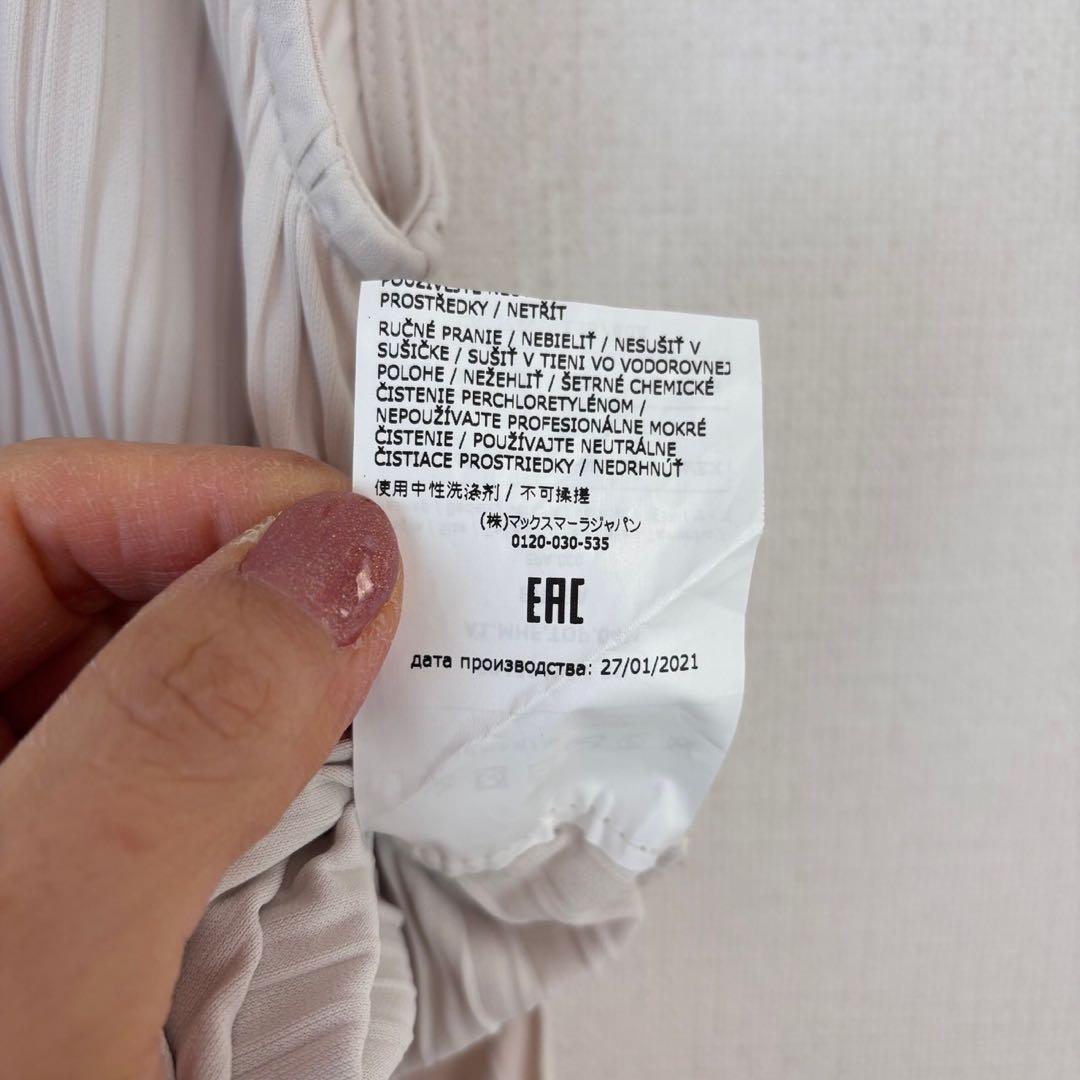 POUŽÍVEJTE
PROSTŘEDKY / NETŘÍT
RUČNÉ PRANIE / NEBIELIŤ / NESUŠIŤ V
SUŠIČKE / SUŠIŤ V TIENI VO VODOROVNEJ
POLOHE / NEŽEHLIŤ / ŠETRNÉ CHEMICKÉ
ČISTENIE PERCHLORETYLÉNOM /
NEPOUŽÍVAJTE PROFESIONÁLNE MOKRÉ
ČISTENIE / POUŽÍVAJTE NEUTRÁLNE
ČISTIACE PROSTRIEDKY / NEDRHNÚŤ
使用中性洗涤剂 / 不可揉搓
(株)マックスマーラジャパン
0120-030-535
EAC
дата производства: 27/01/2021